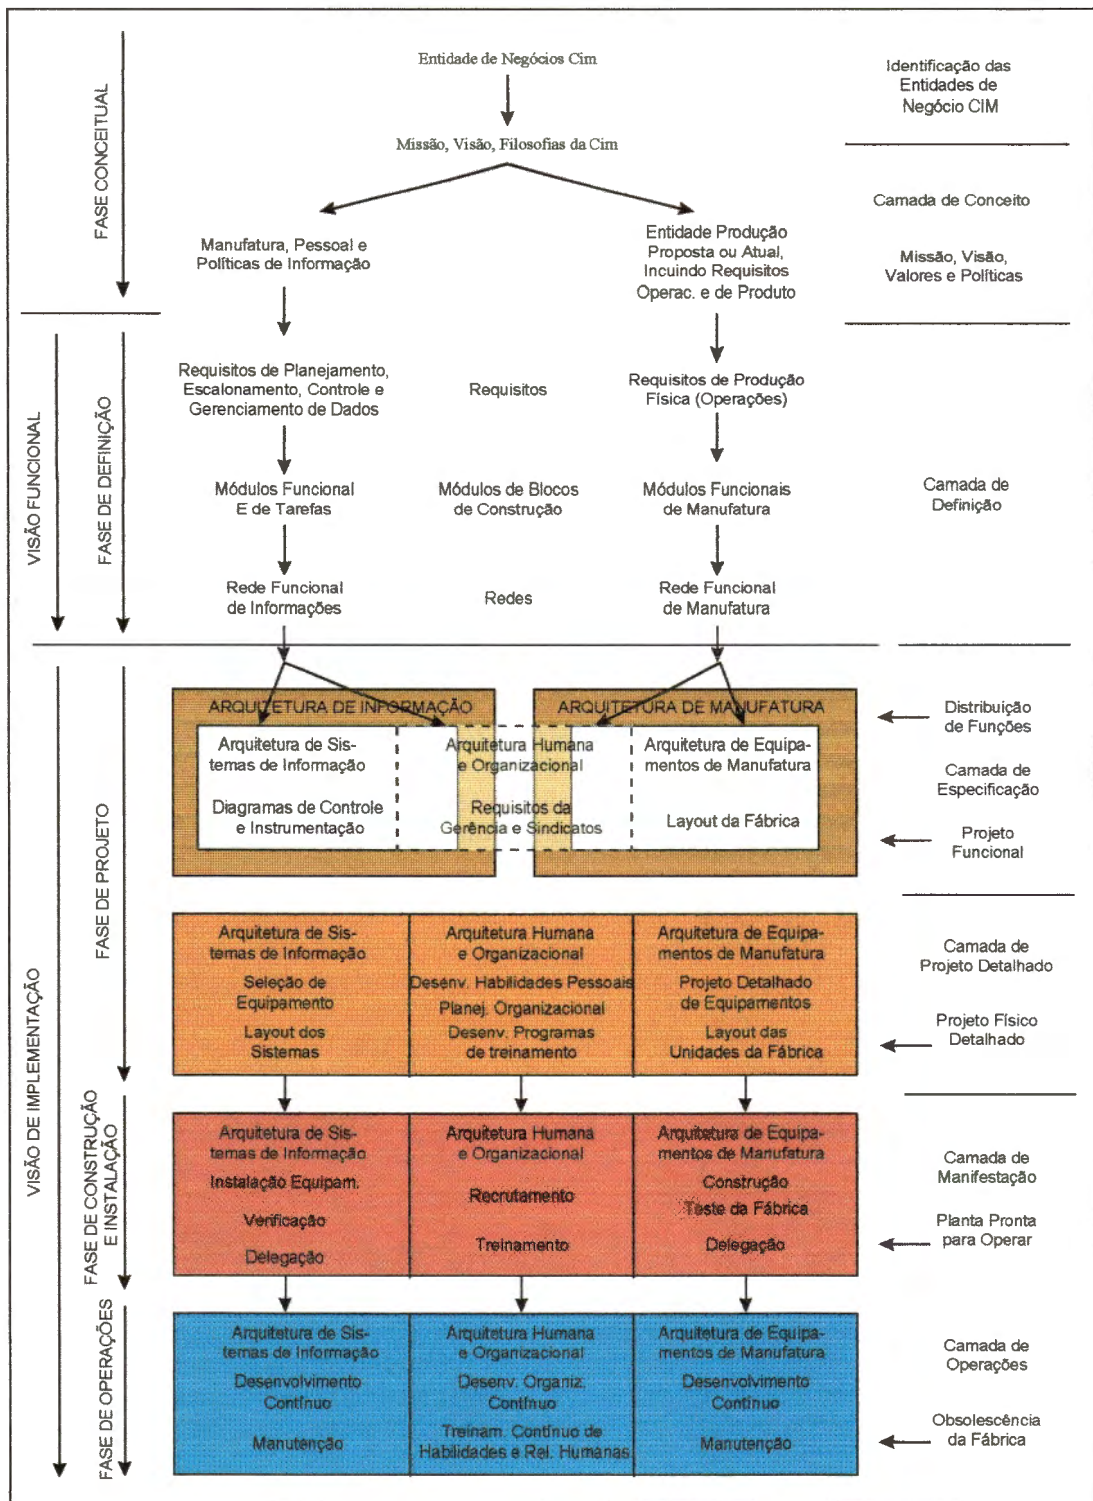 Entidade de Negócios Cim
Missão, Visão, Filosofias da Cim
Manufatura, Pessoal e
Políticas de Informação
Entidade Produção
Proposta ou Atual,
Incuindo Requisitos
Operac. e de Produto
Identificação das
Entidades de
Negócio CIM
Camada de Conceito
Missão, Visão,
Valores e Políticas
FASE CONCEITUAL
VISÃO FUNCIONAL
FASE DE DEFINIÇÃO
Requisitos de Planejamento,
Escalonamento, Controle e
Gerenciamento de Dados
Requisitos
Requisitos de Produção
Física (Operações)
Módulos Funcional
E de Tarefas
Módulos de Blocos
de Construção
Módulos Funcionais
de Manufatura
Camada de
Definição
Rede Funcional
de Informações
Redes
Rede Funcional
de Manufatura
VISÃO DE IMPLEMENTAÇÃO
FASE DE PROJETO
ARQUITETURA DE INFORMAÇÃO
ARQUITETURA DE MANUFATURA
Arquitetura de Sis-
temas de Informação
Diagramas de Controle
e Instrumentação
Arquitetura Humana
e Organizacional
Requisitos da
Gerência e Sindicatos
Arquitetura de Equipa-
mentos de Manufatura
Layout da Fábrica
Distribuição
de Funções
Camada de
Especificação
Projeto
Funcional
Arquitetura de Sis-
temas de Informação
Seleção de
Equipamento
Layout dos
Sistemas
Arquitetura Humana
e Organizacional
Desenv. Habilidades Pessoais
Planej. Organizacional
Desenv. Programas
de treinamento
Arquitetura de Equipa-
mentos de Manufatura
Projeto Detalhado
de Equipamentos
Layout das
Unidades da Fábrica
Camada de
Projeto Detalhado
Projeto Físico
Detalhado
FASE DE CONSTRUÇÃO
E INSTALAÇÃO
Arquitetura de Sis-
temas de Informação
Instalação Equipam.
Verificação
Delegação
Arquitetura Humana
e Organizacional
Recrutamento
Treinamento
Arquitetura de Equipa-
mentos de Manufatura
Construção
Teste da Fábrica
Delegação
Camada de
Manifestação
Planta Pronta
para Operar
FASE DE OPERAÇÕES
Arquitetura de Sis-
temas de Informação
Desenvolvimento
Contínuo
Manutenção
Arquitetura Humana
e Organizacional
Desenv. Organiz.
Contínuo
Treinam. Contínuo de
Habilidades e Rel. Humanas
Arquitetura de Equipa-
mentos de Manufatura
Desenvolvimento
Contínuo
Manutenção
Camada de
Operações
Obsolescência
da Fábrica